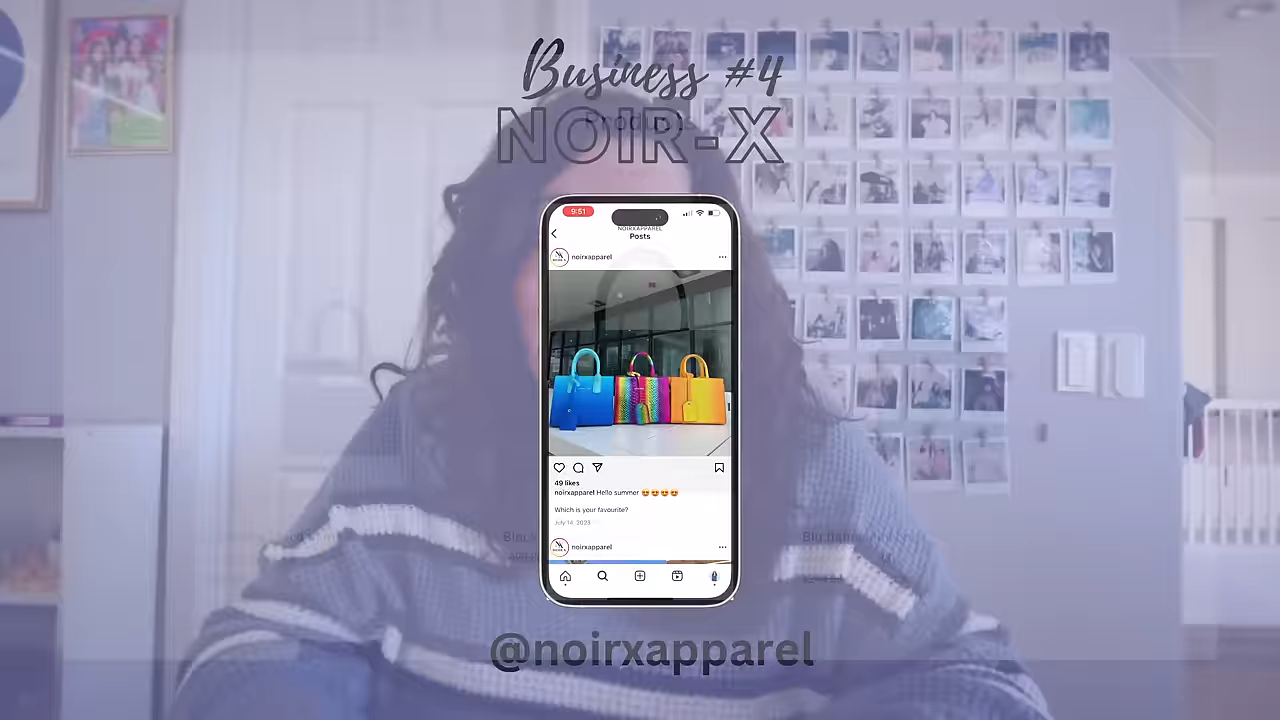 Business #4
NOIR-X
Product
9:51
NOIRXAPPAREL
Posts
noirxapparel
49 likes
noirxapparel Hello summer 😍😍😍😍
Which is your favourite?
July 14, 2023
noirxapparel
@noirxapparel